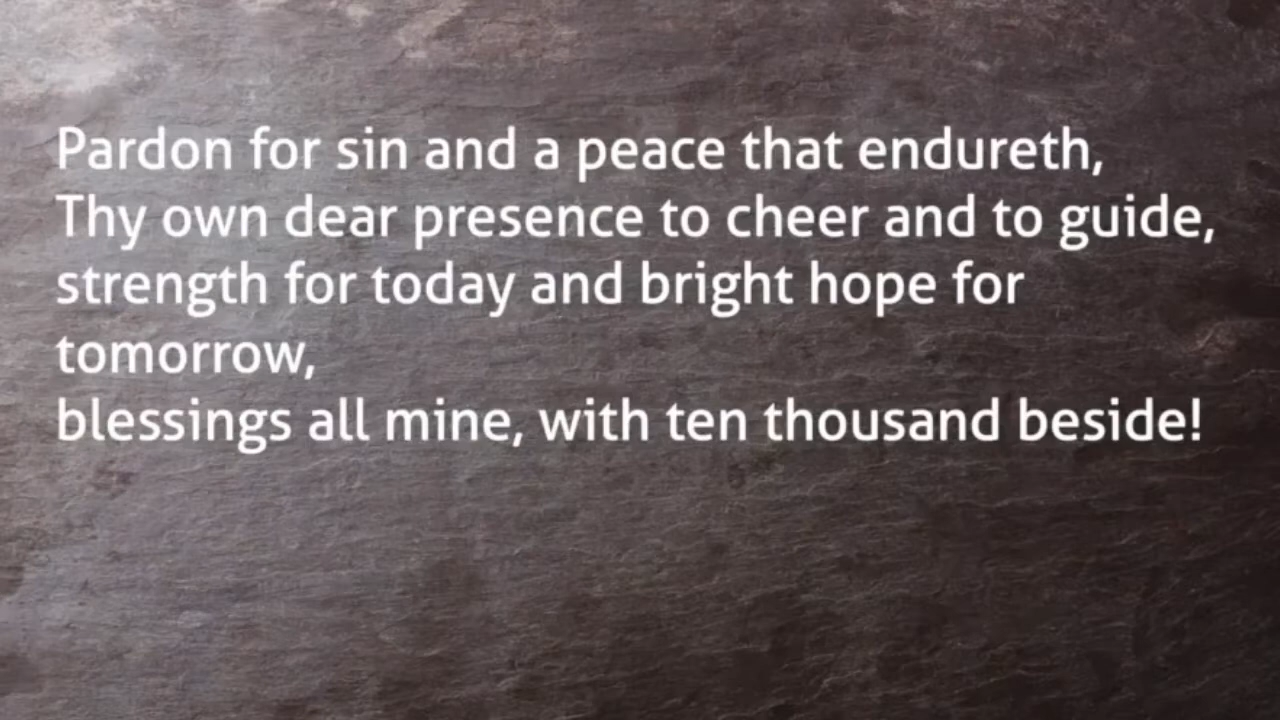 Pardon for sin and a peace that endureth,
Thy own dear presence to cheer and to guide,
strength for today and bright hope for
tomorrow,
blessings all mine, with ten thousand beside!